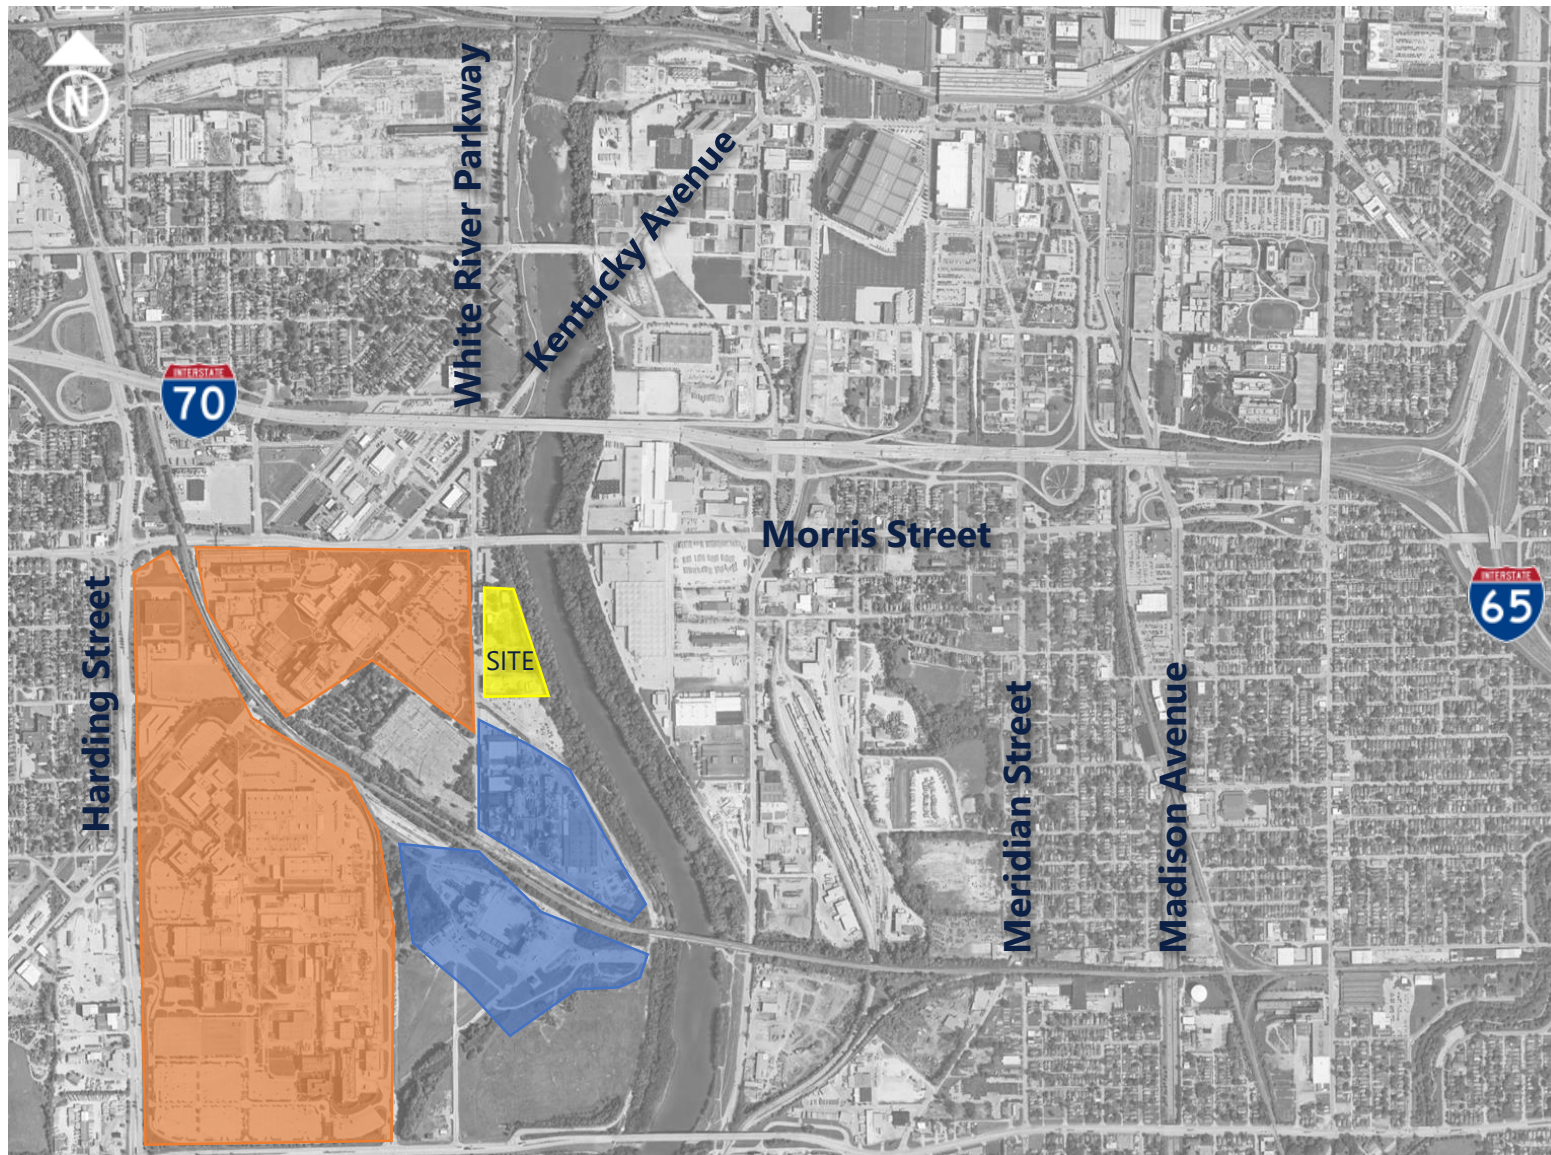 N
White River Parkway
Kentucky Avenue
INTERSTATE
70
Morris Street
Harding Street
SITE
INTERSTATE
65
Meridian Street
Madison Avenue